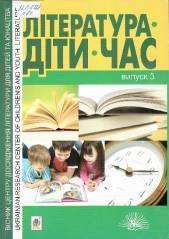 ЛІТЕРАТУРА·
ДІТИ·ЧАС
випуск 3
ВІСНИК ЦЕНТРУ ДОСЛІДЖЕННЯ ЛІТЕРАТУРИ ДЛЯ ДІТЕЙ ТА ЮНАЦТВА
UKRAINIAN RESEARCH CENTER OF CHILDREN'S AND YOUTH LITERATURE